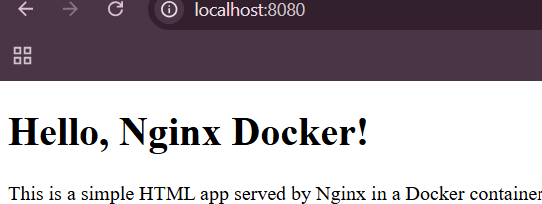 localhost:8080
Hello, Nginx Docker!
This is a simple HTML app served by Nginx in a Docker container